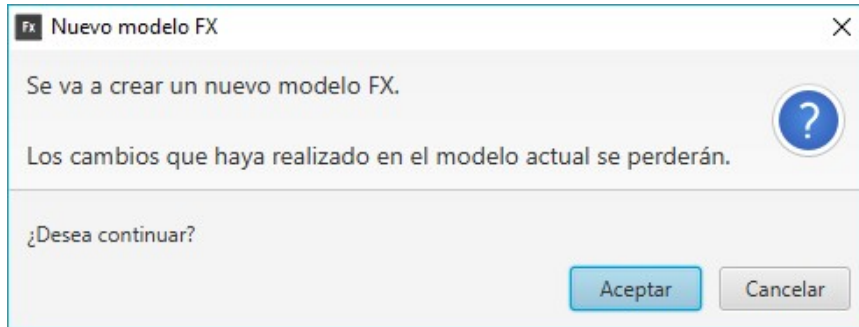 Fx Nuevo modelo FX
Se va a crear un nuevo modelo FX.
Los cambios que haya realizado en el modelo actual se perderán.
¿Desea continuar?
Aceptar Cancelar